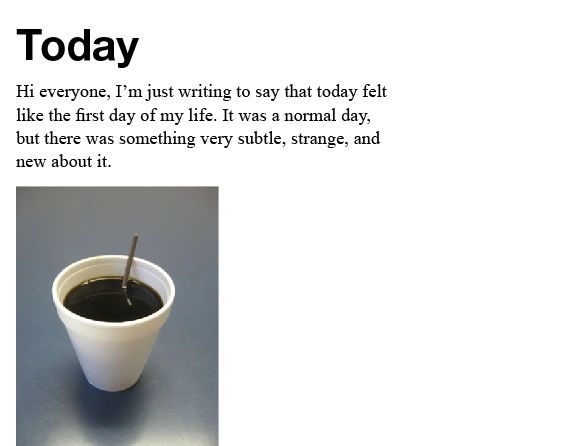 Today
Hi everyone, I’m just writing to say that today felt
like the first day of my life. It was a normal day,
but there was something very subtle, strange, and
new about it.